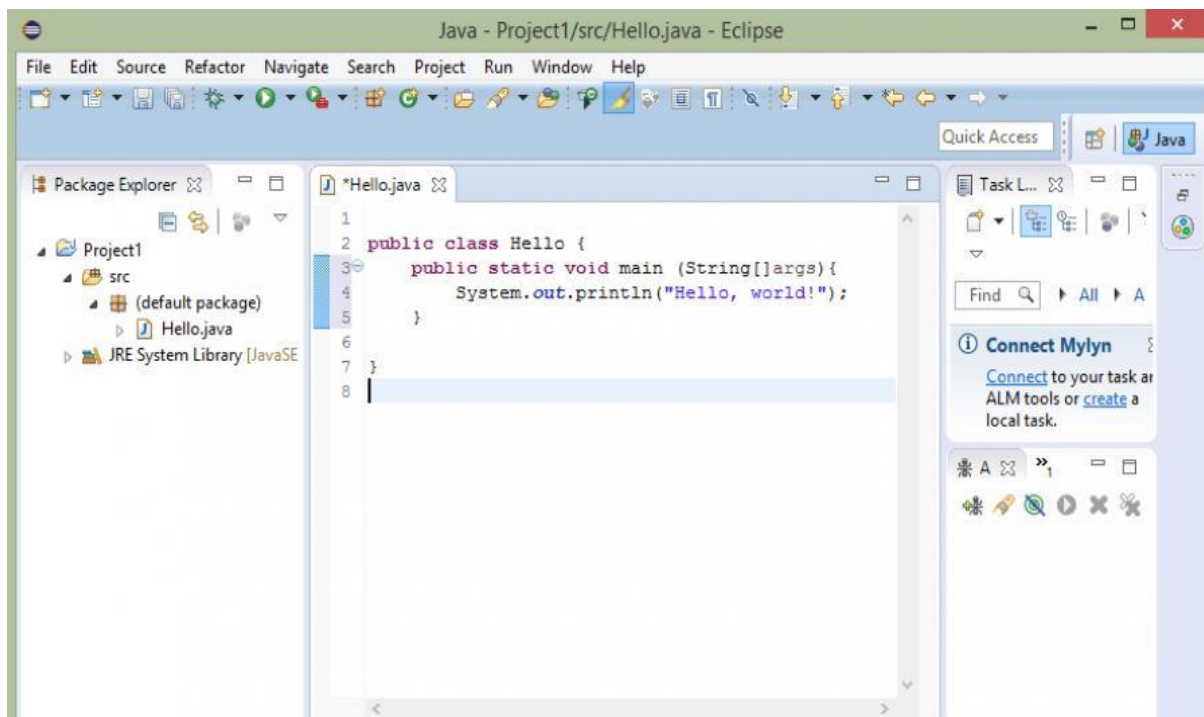 Java - Project1/src/Hello.java - Eclipse
File Edit Source Refactor Navigate Search Project Run Window Help
Quick Access
Java
Package Explorer
Project1
src
(default package)
Hello.java
JRE System Library [JavaSE
*Hello.java
1
2 public class Hello {
3 public static void main (String[]args){
4 System.out.println("Hello, world!");
5 }
6
7 }
8
Task L...
Find All A
Connect Mylyn
Connect to your task ar
ALM tools or create a
local task.
A »1